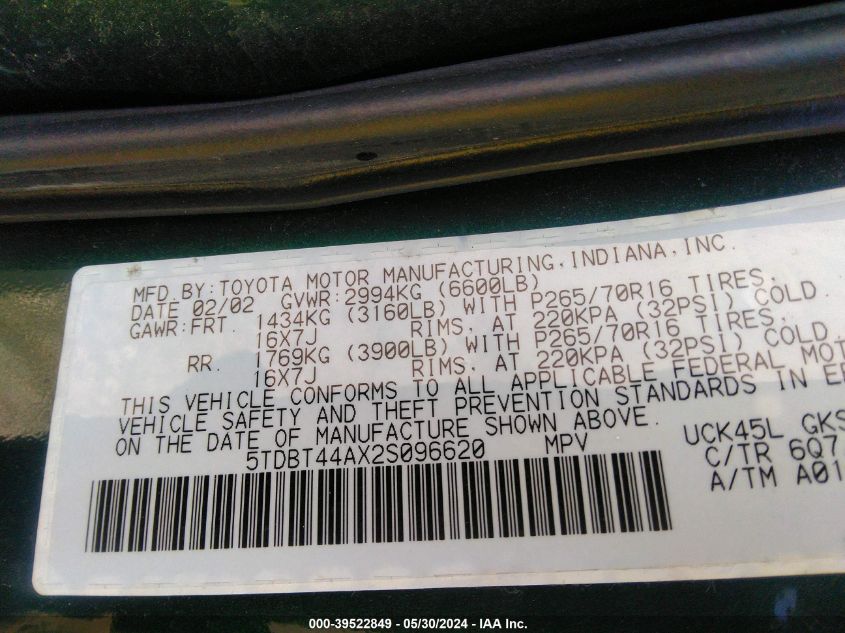 MFD.BY:TOYOTA MOTOR MANUFACTURING,INDIANA,INC.
DATE 02/02 GVWR:2994KG (6600LB)
GAWR:FRT. 1434KG (3160LB) WITH P265/70R16 TIRES,
16X7J RIMS, AT 220KPA (32PSI) COLD.
RR. 1769KG (3900LB) WITH P265/70R16 TIRES,
16X7J RIMS, AT 220KPA (32PSI) COLD.
THIS VEHICLE CONFORMS TO ALL APPLICABLE FEDERAL MOT
VEHICLE SAFETY AND THEFT PREVENTION STANDARDS IN
ON THE DATE OF MANUFACTURE SHOWN ABOVE.
5TDBT44AX2S096620 MPV
UCK45L GKS
C/TR 6Q7
A/TM A01
000-39522849 - 05/30/2024 - IAA Inc.